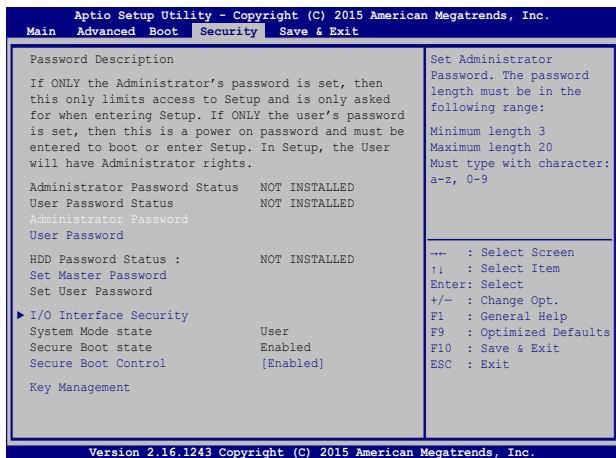 Aptio Setup Utility - Copyright (C) 2015 American Megatrends, Inc.
Main Advanced Boot Security Save & Exit
Password Description
If ONLY the Administrator's password is set, then
this only limits access to Setup and is only asked
for when entering Setup. If ONLY the user's password
is set, then this is a power on password and must be
entered to boot or enter Setup. In Setup, the User
will have Administrator rights.
Administrator Password Status NOT INSTALLED
User Password Status NOT INSTALLED
Administrator Password
User Password
HDD Password Status : NOT INSTALLED
Set Master Password
Set User Password
▶ I/O Interface Security
System Mode state User
Secure Boot state Enabled
Secure Boot Control [Enabled]
Key Management
Set Administrator
Password. The password
length must be in the
following range:
Minimum length 3
Maximum length 20
Must type with character:
a-z, 0-9
→← : Select Screen
↑↓ : Select Item
Enter: Select
+/— : Change Opt.
F1 : General Help
F9 : Optimized Defaults
F10 : Save & Exit
ESC : Exit
Version 2.16.1243 Copyright (C) 2015 American Megatrends, Inc.